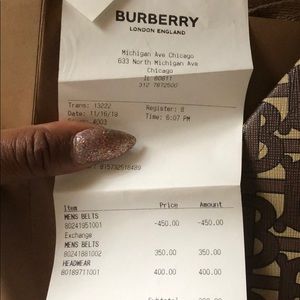 BURBERRY
LONDON ENGLAND
Michigan Ave Chicago
633 North Michigan Ave
Chicago
IL 60611
312 7872500
Trans: 13222 Register: 8
Date: 11/16/18 Time: 6:07 PM
Item Price Amount
MENS BELTS
80241951001 -450.00 -450.00
Exchange
MENS BELTS
80241881002 350.00 350.00
HEADWEAR
80189711001 400.00 400.00
Subtotal